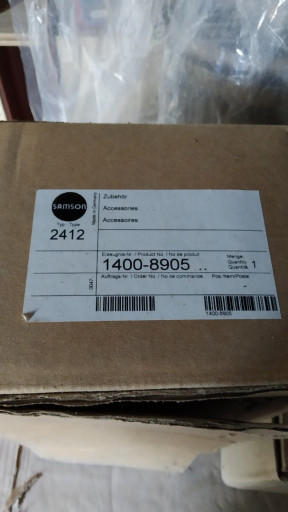 SAMSON
Made in Germany
Typ Type
2412
Zubehör
Accessories
Accessoires
Erzeugnis-Nr. / Product No. / No de produit
1400-8905 ..
Menge
Quantity
Quantité 1
Auftrags-Nr. / Order No. / No de commande
Pos./Item/Poste
-
1400-8905